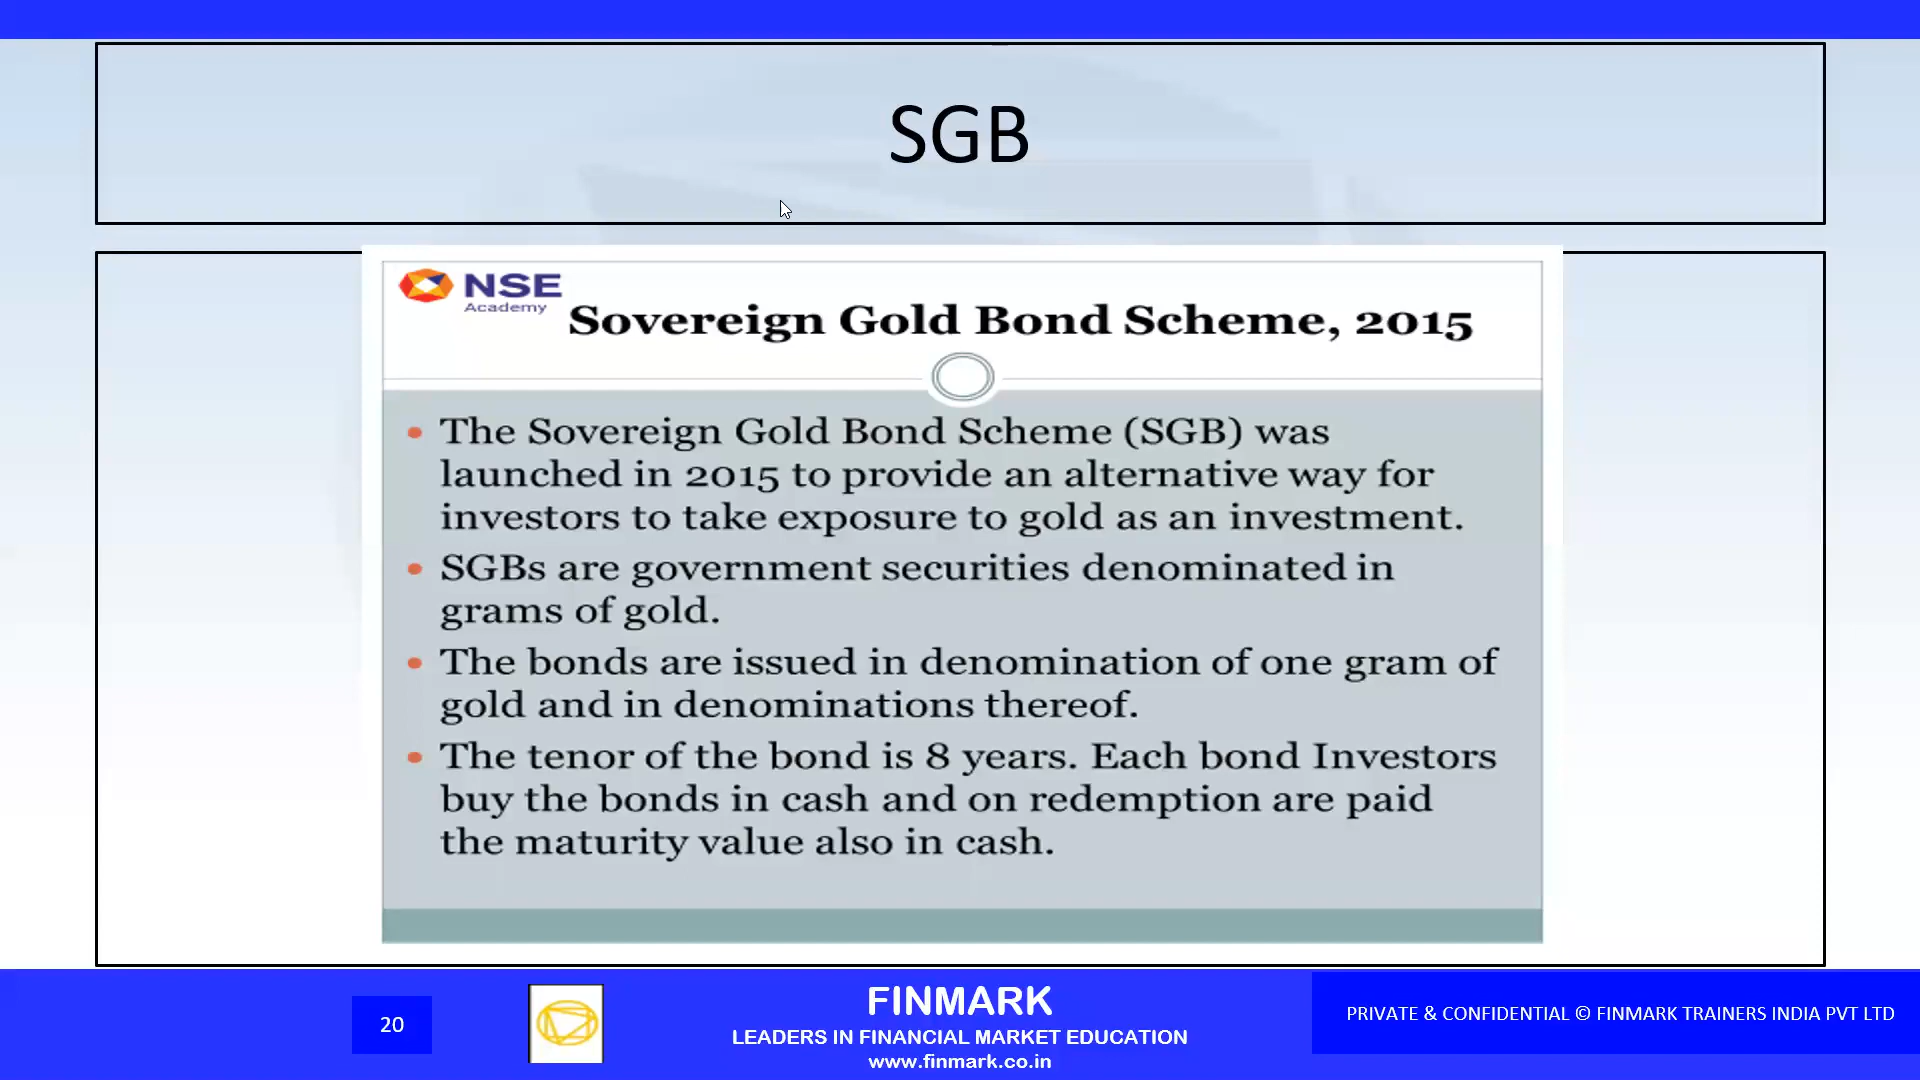 SGB
NSE
Academy
Sovereign Gold Bond Scheme, 2015
• The Sovereign Gold Bond Scheme (SGB) was
launched in 2015 to provide an alternative way for
investors to take exposure to gold as an investment.
• SGBs are government securities denominated in
grams of gold.
• The bonds are issued in denomination of one gram of
gold and in denominations thereof.
• The tenor of the bond is 8 years. Each bond Investors
buy the bonds in cash and on redemption are paid
the maturity value also in cash.
20
FINMARK
LEADERS IN FINANCIAL MARKET EDUCATION
www.finmark.co.in
PRIVATE & CONFIDENTIAL © FINMARK TRAINERS INDIA PVT LTD